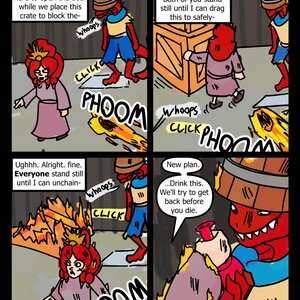 while we place this
crate to block the-
whoops
CLICK
PHOOM
still until I can drag
this to safely-
whoops
CLICK
PHOOM
Ughhh. Alright. fine.
Everyone stand still
until I can unchain-
whoops
CLICK
PHOOM
New plan.
...Drink this.
We'll try to get
back before
you die.